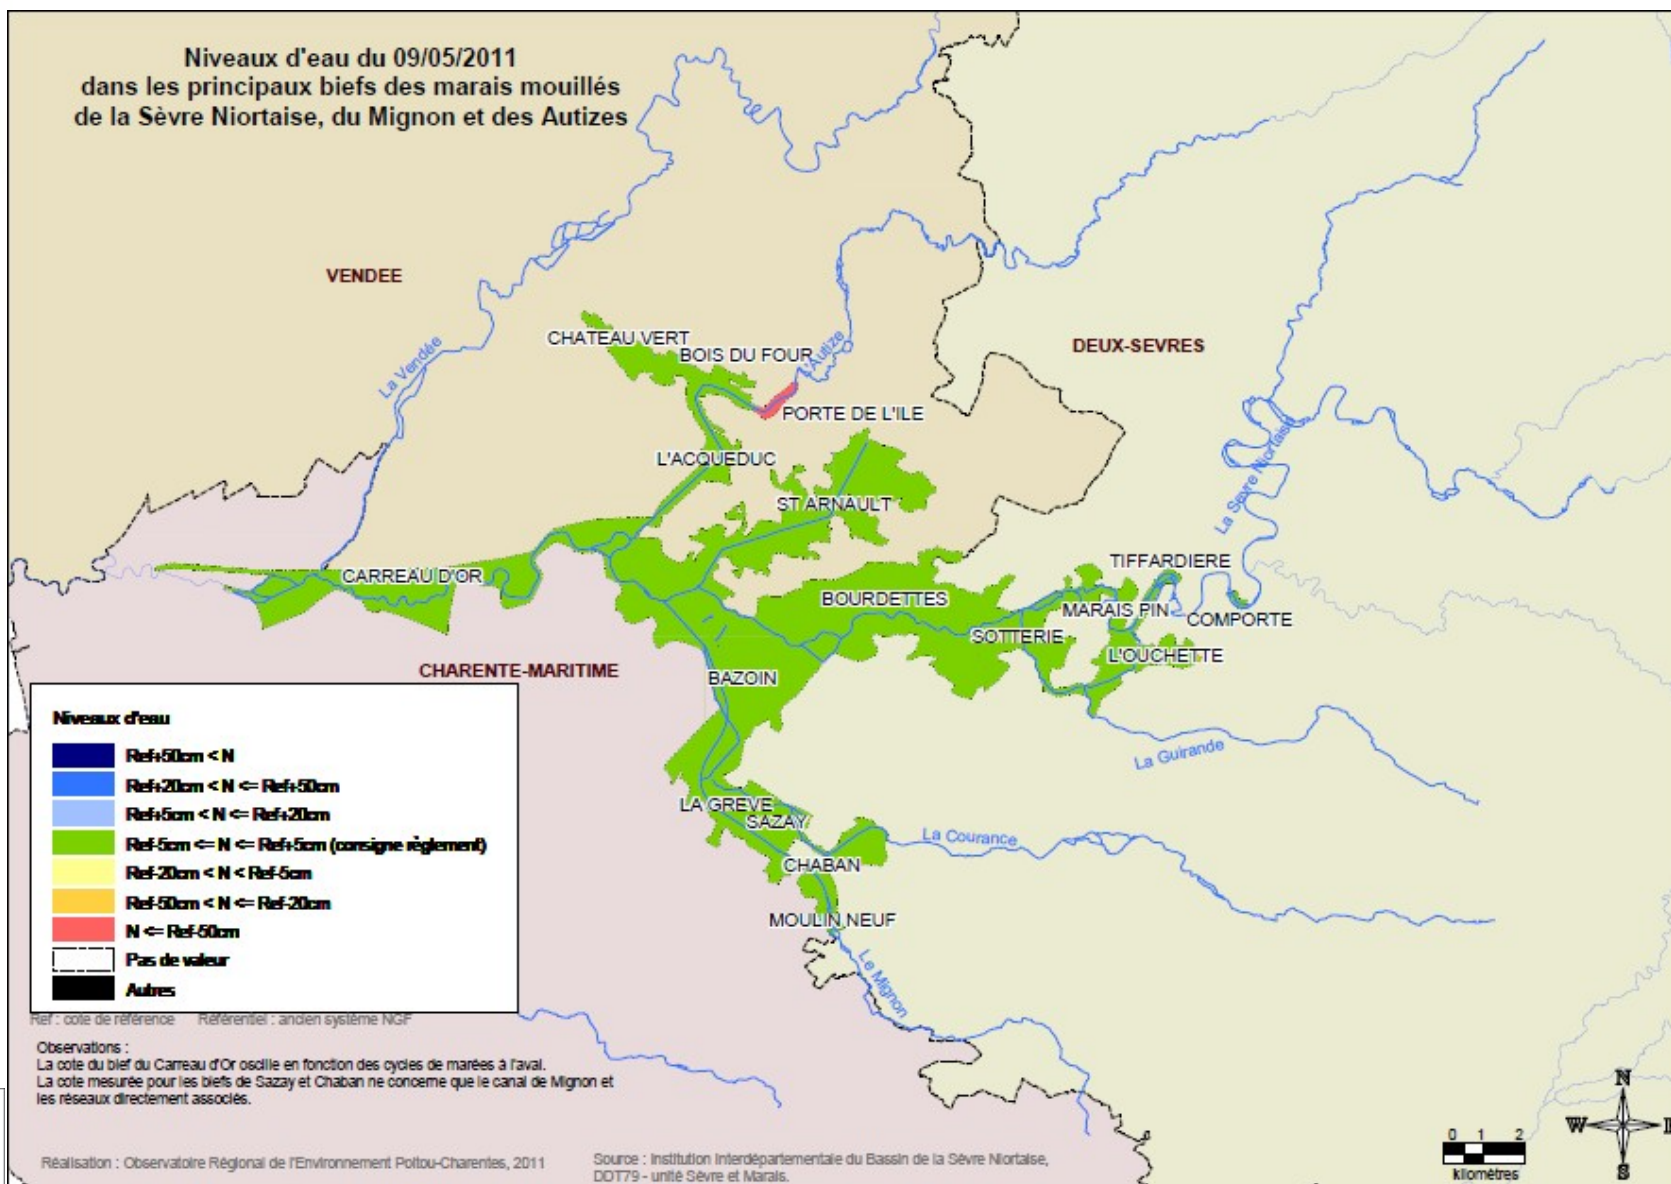 Niveaux d'eau du 09/05/2011
dans les principaux biefs des marais mouillés
de la Sèvre Niortaise, du Mignon et des Autizes
VENDEE
La Vendée
CHATEAU VERT
BOIS DU FOUR
L'Autize
PORTE DE L'ILE
DEUX-SEVRES
La Sèvre Niortaise
L'ACQUEDUC
ST ARNAULT
CARREAU D'OR
BOURDETTES
TIFFARDIERE
MARAIS PIN
COMPORTE
SOTTERIE
L'OUCHETTE
CHARENTE-MARITIME
BAZOIN
La Guirande
LA GREVE
SAZAY
La Courance
CHABAN
MOULIN NEUF
Le Mignon
Niveaux d'eau
Ref+50cm < N
Ref+20cm < N <= Ref+50cm
Ref+5cm < N <= Ref+20cm
Ref-5cm <= N <= Ref+5cm (consigne règlement)
Ref-20cm < N < Ref-5cm
Ref-50cm < N <= Ref-20cm
N <= Ref-50cm
Pas de valeur
Autres
Ref : cote de référence Référentiel : ancien système NGF
Observations :
La cote du bief du Carreau d'Or oscille en fonction des cycles de marées à l'aval.
La cote mesurée pour les biefs de Sazay et Chaban ne concerne que le canal de Mignon et
les réseaux directement associés.
Réalisation : Observatoire Régional de l'Environnement Poitou-Charentes, 2011
Source : Institution Interdépartementale du Bassin de la Sèvre Niortaise,
DDT79 - unité Sèvre et Marais.
0 1 2
kilomètres
N
W
S